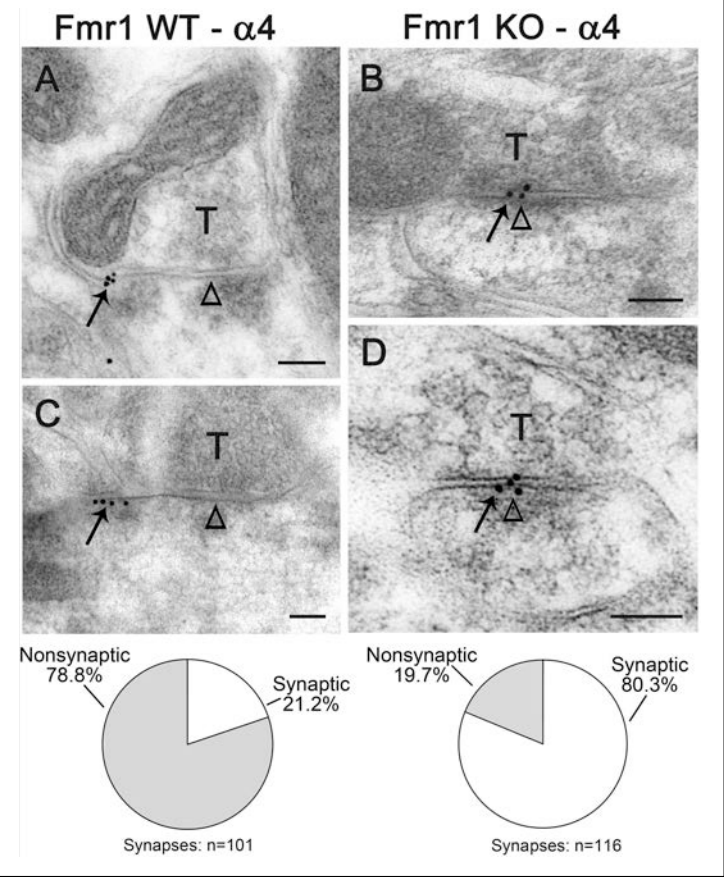 Fmr1 WT - α4
Fmr1 KO - α4
A
T
B
T
C
T
D
T
Nonsynaptic
78.8%
Synaptic
21.2%
Synapses: n=101
Nonsynaptic
19.7%
Synaptic
80.3%
Synapses: n=116